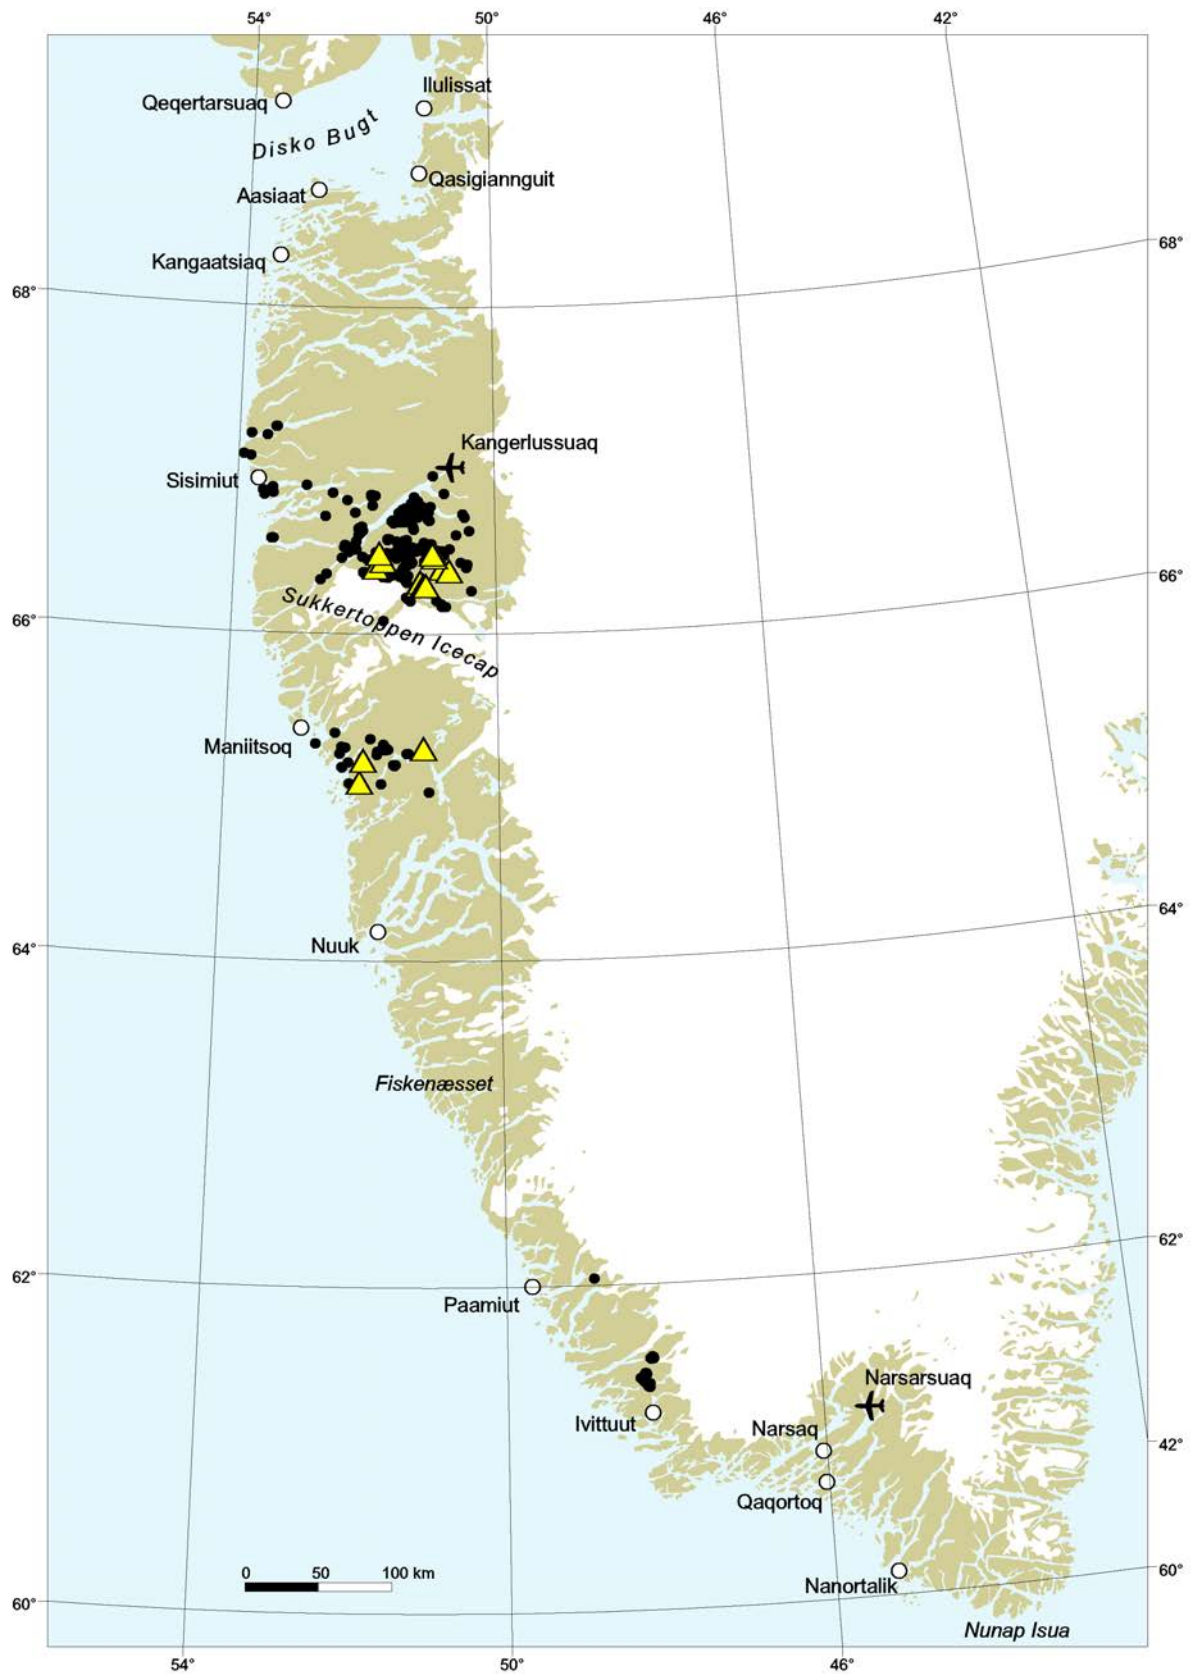 54°
50°
46°
42°
Ilulissat
Qeqertarsuaq
Disko Bugt
Qasigiannguit
Aasiaat
68°
Kangaatsiaq
68°
Kangerlussuaq
Sisimiut
66°
Sukkertoppen Icecap
66°
Maniitsoq
64°
Nuuk
64°
Fiskenæsset
62°
62°
Paamiut
Narsarsuaq
Ivittuut
Narsaq
42°
Qaqortoq
0 50 100 km
60°
Nanortalik
60°
Nunap Isua
54°
50°
46°